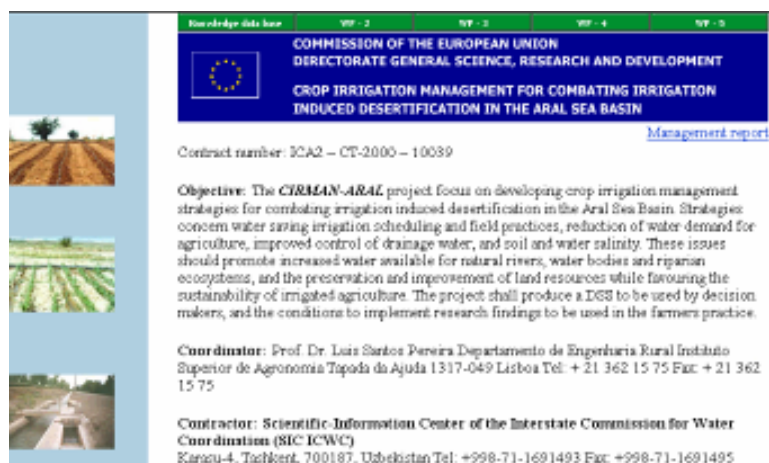 Knowledge data base WP - 2 WP - 3 WP - 4 WP - 5
COMMISSION OF THE EUROPEAN UNION
DIRECTORATE GENERAL SCIENCE, RESEARCH AND DEVELOPMENT
CROP IRRIGATION MANAGEMENT FOR COMBATING IRRIGATION
INDUCED DESERTIFICATION IN THE ARAL SEA BASIN
Management report
Contract number: ICA2 – CT-2000 – 10039
Objective: The CIRMAN-ARAL project focus on developing crop irrigation management
strategies for combating irrigation induced desertification in the Aral Sea Basin. Strategies
concern water saving irrigation scheduling and field practices, reduction of water demand for
agriculture, improved control of drainage water, and soil and water salinity. These issues
should promote increased water available for natural rivers, water bodies and riparian
ecosystems, and the preservation and improvement of land resources while favouring the
sustainability of irrigated agriculture. The project shall produce a DSS to be used by decision
makers, and the conditions to implement research findings to be used in the farmers practice.
Coordinator: Prof. Dr. Luis Santos Pereira Departamento de Engenharia Rural Instituto
Superior de Agronomia Tapada da Ajuda 1317-049 Lisboa Tel: + 21 362 15 75 Fax: + 21 362
15 75
Contractor: Scientific-Information Center of the Interstate Commission for Water
Coordination (SIC ICWC)
Karasu-4, Tashkent, 700187, Uzbekistan Tel: +998-71-1691493 Fax: +998-71-1691495